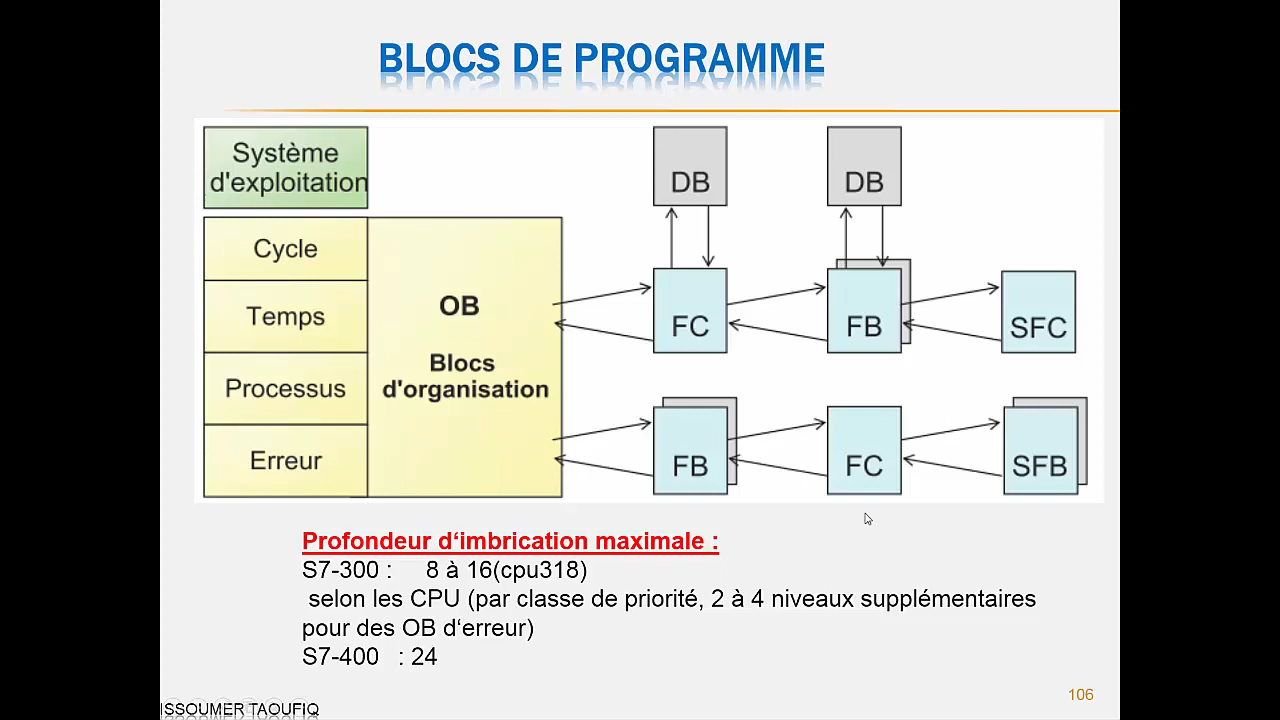 BLOCS DE PROGRAMME
Système
d'exploitation
Cycle
Temps
Processus
Erreur
OB
Blocs
d'organisation
DB
DB
FC
FB
SFC
FB
FC
SFB
Profondeur d‘imbrication maximale :
S7-300 : 8 à 16(cpu318)
selon les CPU (par classe de priorité, 2 à 4 niveaux supplémentaires
pour des OB d‘erreur)
S7-400 : 24
106
ISSOUMER TAOUFIQ